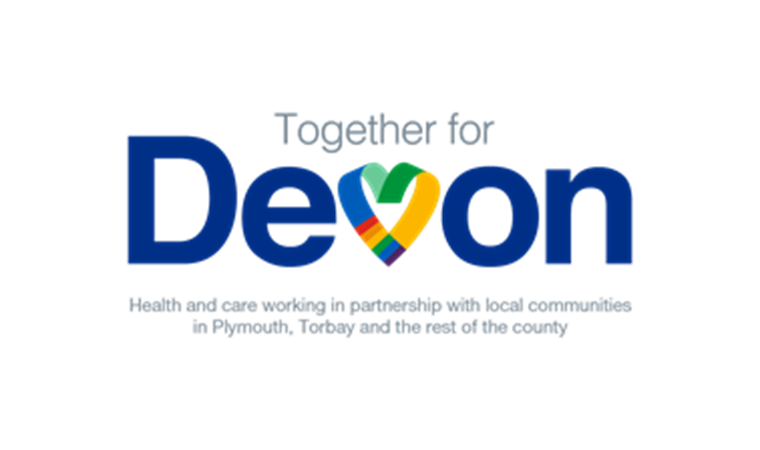 Together for
Devon
Health and care working in partnership with local communities
in Plymouth, Torbay and the rest of the county